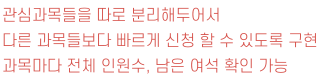 관심과목들을 따로 분리해두어서
다른 과목들보다 빠르게 신청 할 수 있도록 구현
과목마다 전체 인원수, 남은 여석 확인 가능